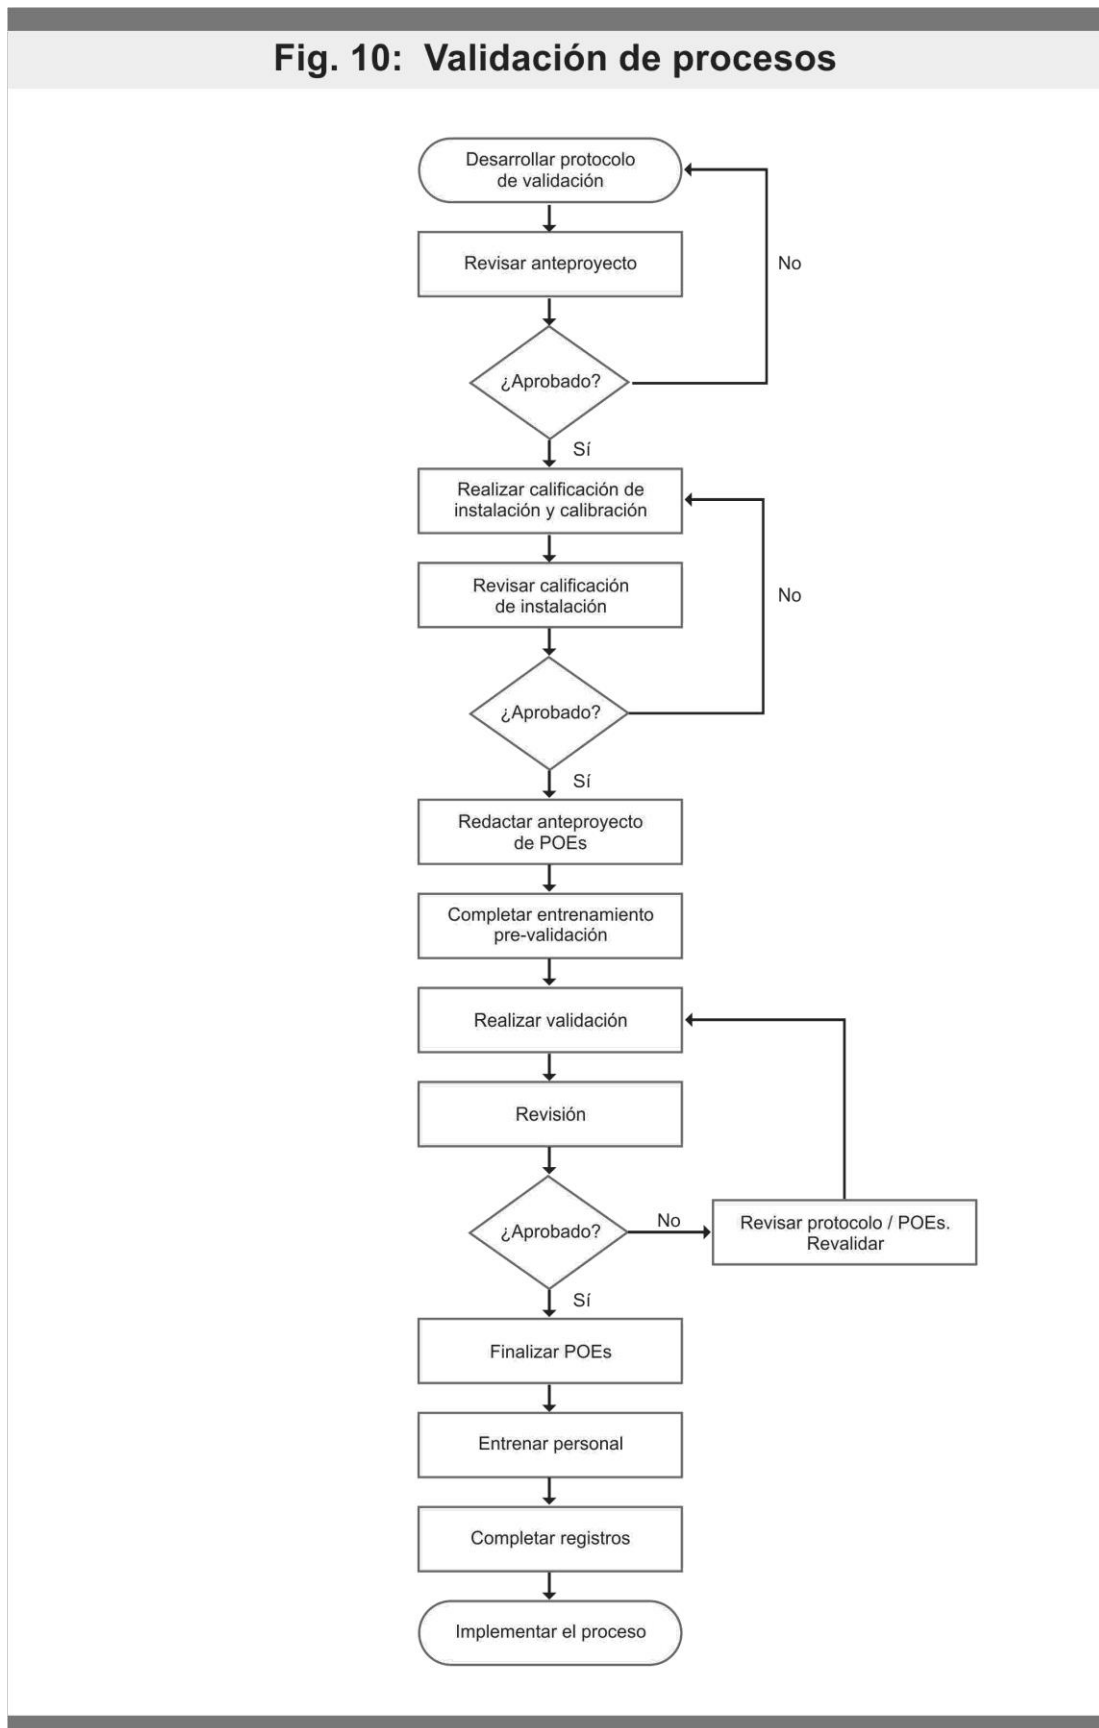 Fig. 10: Validación de procesos
Desarrollar protocolo
de validación
Revisar anteproyecto
No
¿Aprobado?
Sí
Realizar calificación de
instalación y calibración
Revisar calificación
de instalación
No
¿Aprobado?
Sí
Redactar anteproyecto
de POEs
Completar entrenamiento
pre-validación
Realizar validación
Revisión
¿Aprobado?
No
Revisar protocolo / POEs.
Revalidar
Sí
Finalizar POEs
Entrenar personal
Completar registros
Implementar el proceso